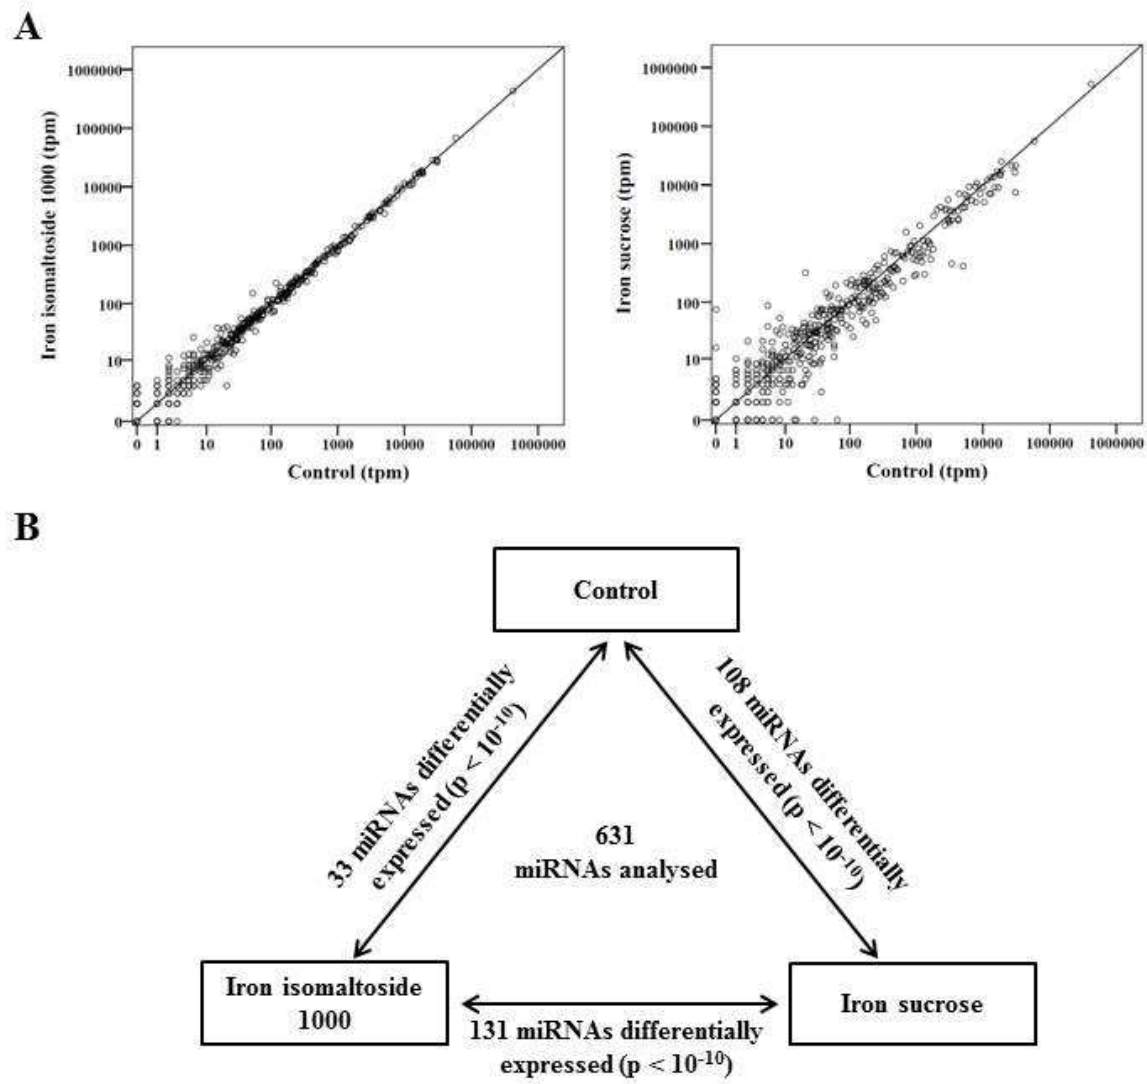 A
Iron isomaltoside 1000 (tpm)
1000000
100000
10000
1000
100
10
0
0 1 10 100 1000 10000 100000 1000000
Control (tpm)
Iron sucrose (tpm)
1000000
100000
10000
1000
100
10
0
0 1 10 100 1000 10000 100000 1000000
Control (tpm)
B
Control
33 miRNAs differentially
expressed (p < 10⁻¹⁰)
108 miRNAs differentially
expressed (p < 10⁻¹⁰)
631
miRNAs analysed
Iron isomaltoside
1000
131 miRNAs differentially
expressed (p < 10⁻¹⁰)
Iron sucrose